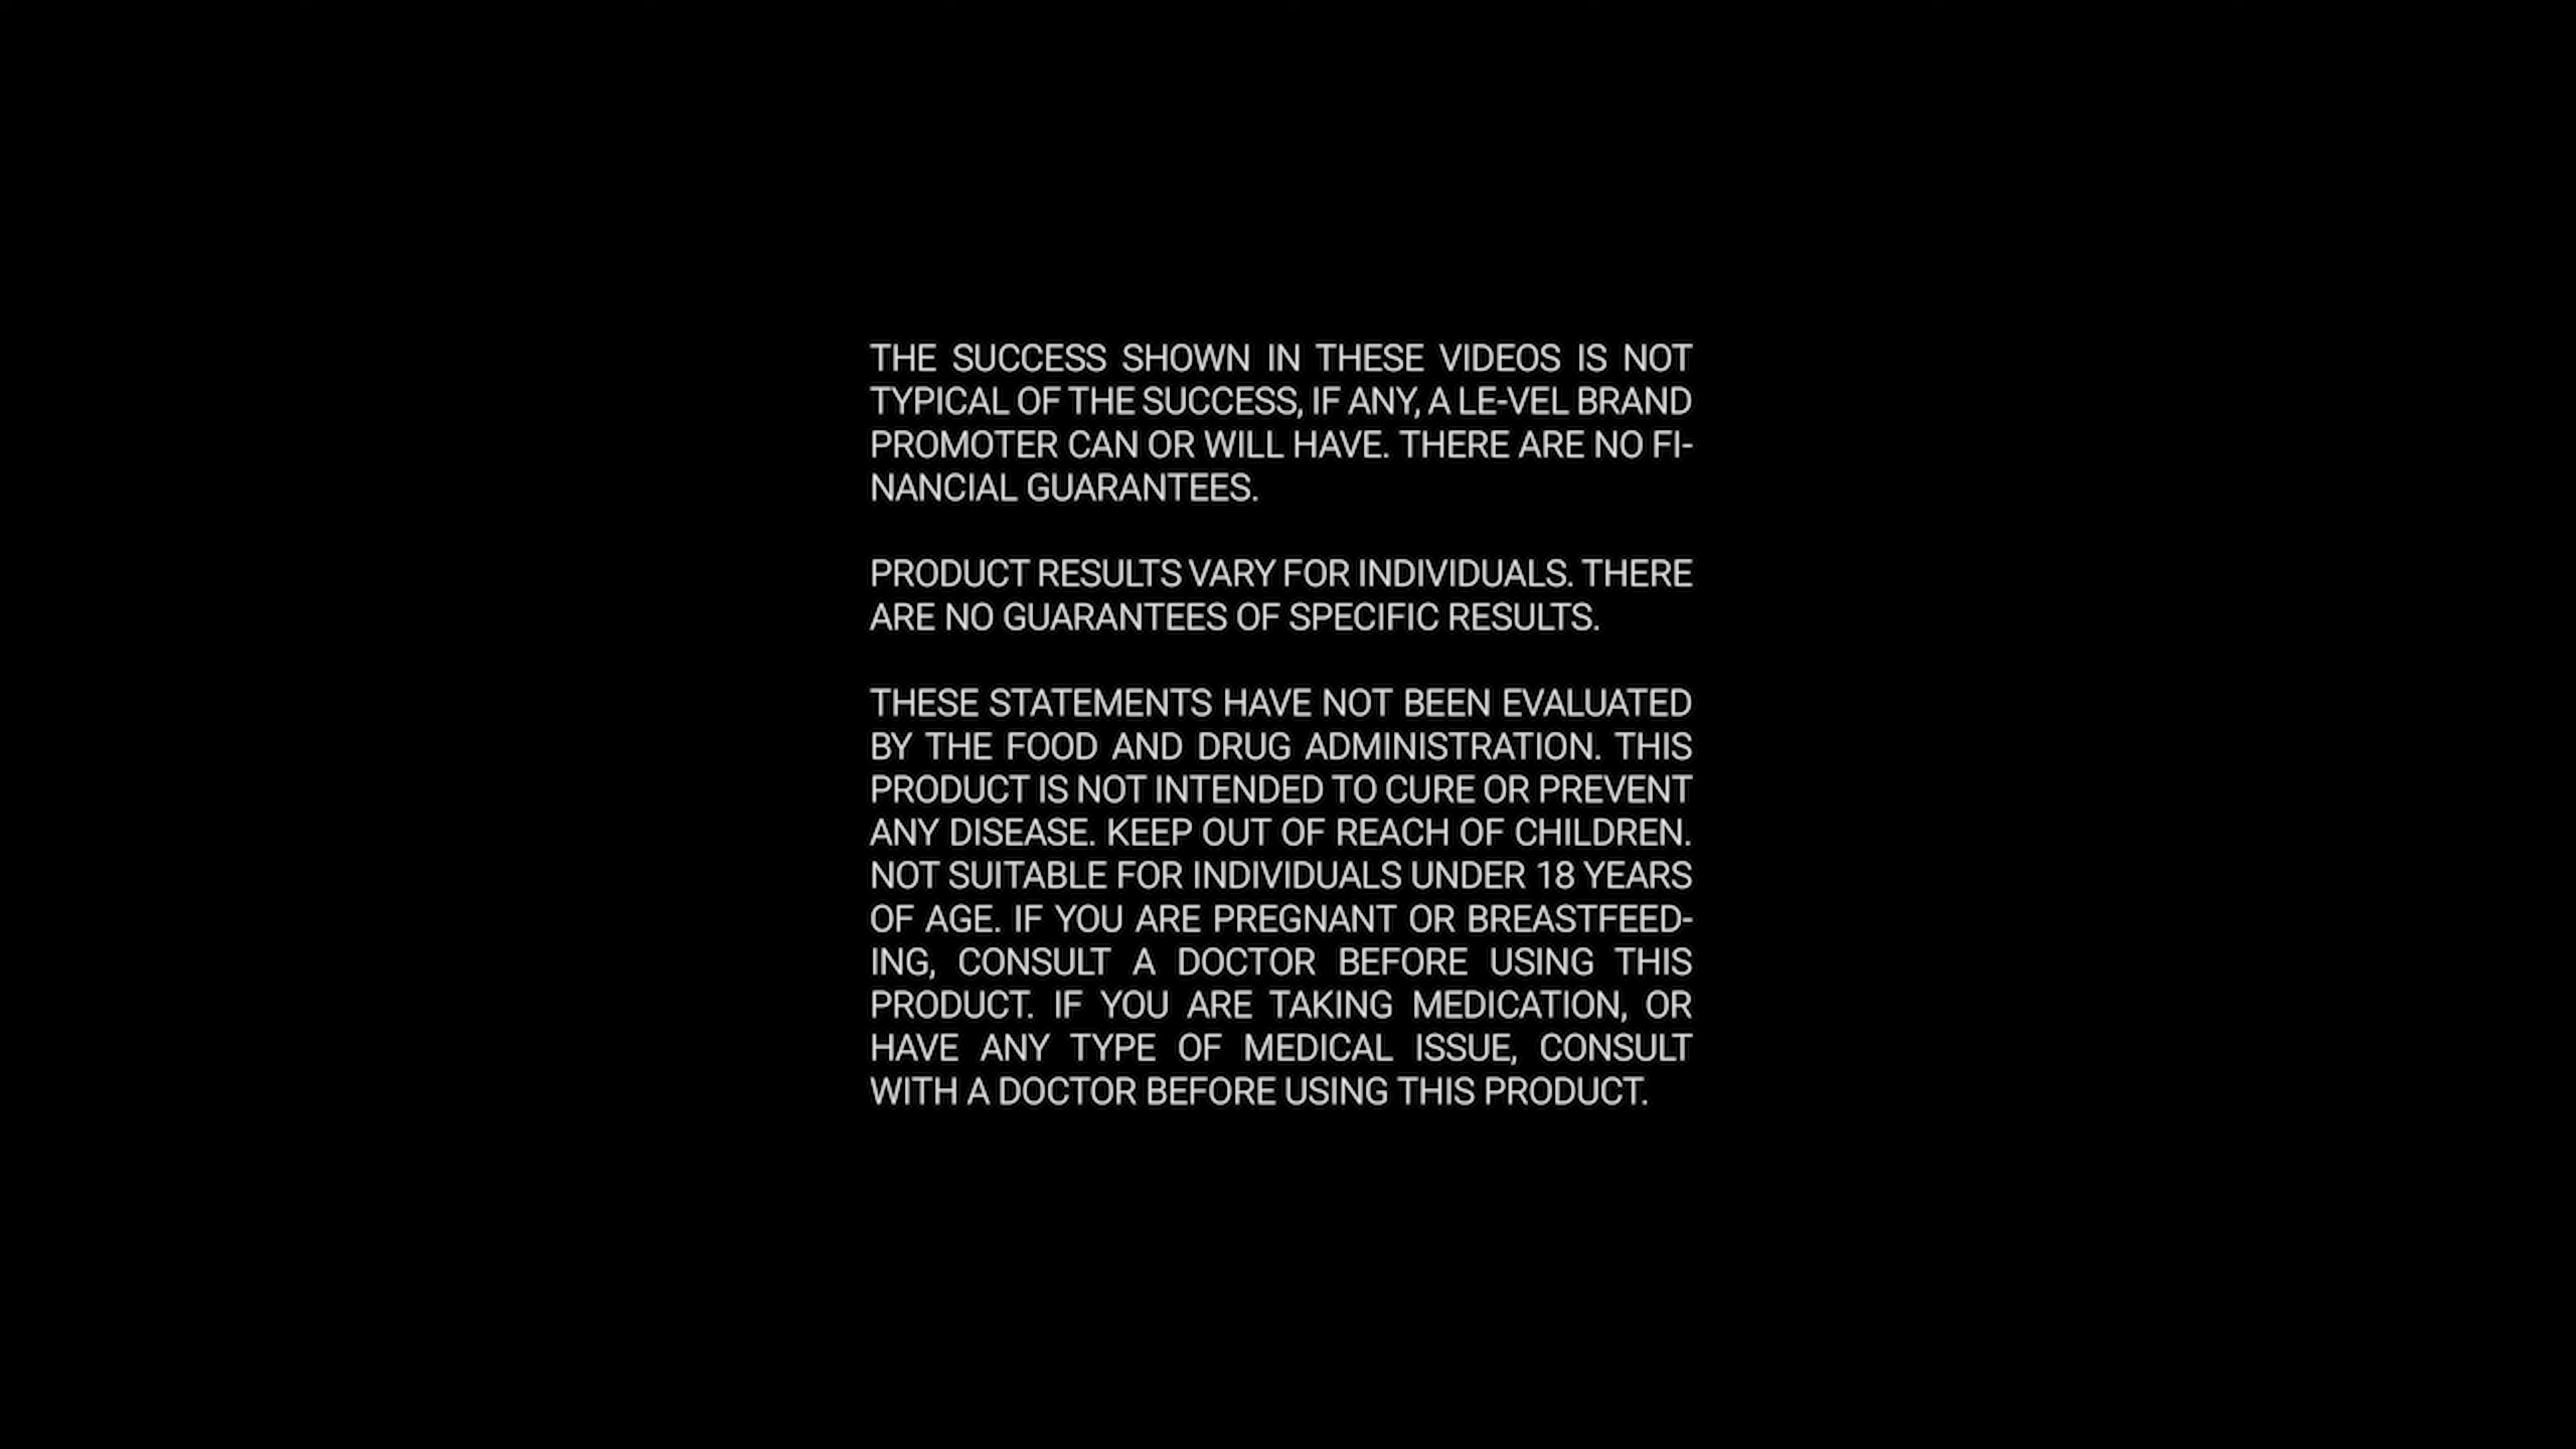 THE SUCCESS SHOWN IN THESE VIDEOS IS NOT
TYPICAL OF THE SUCCESS, IF ANY, A LE-VEL BRAND
PROMOTER CAN OR WILL HAVE. THERE ARE NO FI-
NANCIAL GUARANTEES.
PRODUCT RESULTS VARY FOR INDIVIDUALS. THERE
ARE NO GUARANTEES OF SPECIFIC RESULTS.
THESE STATEMENTS HAVE NOT BEEN EVALUATED
BY THE FOOD AND DRUG ADMINISTRATION. THIS
PRODUCT IS NOT INTENDED TO CURE OR PREVENT
ANY DISEASE. KEEP OUT OF REACH OF CHILDREN.
NOT SUITABLE FOR INDIVIDUALS UNDER 18 YEARS
OF AGE. IF YOU ARE PREGNANT OR BREASTFEED-
ING, CONSULT A DOCTOR BEFORE USING THIS
PRODUCT. IF YOU ARE TAKING MEDICATION, OR
HAVE ANY TYPE OF MEDICAL ISSUE, CONSULT
WITH A DOCTOR BEFORE USING THIS PRODUCT.